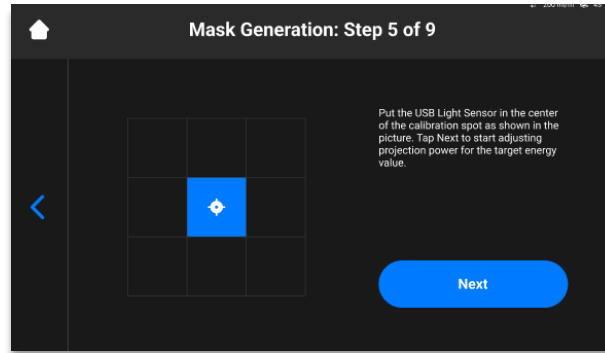 Mask Generation: Step 5 of 9
Put the USB Light Sensor in the center
of the calibration spot as shown in the
picture. Tap Next to start adjusting
projection power for the target energy
value.
Next